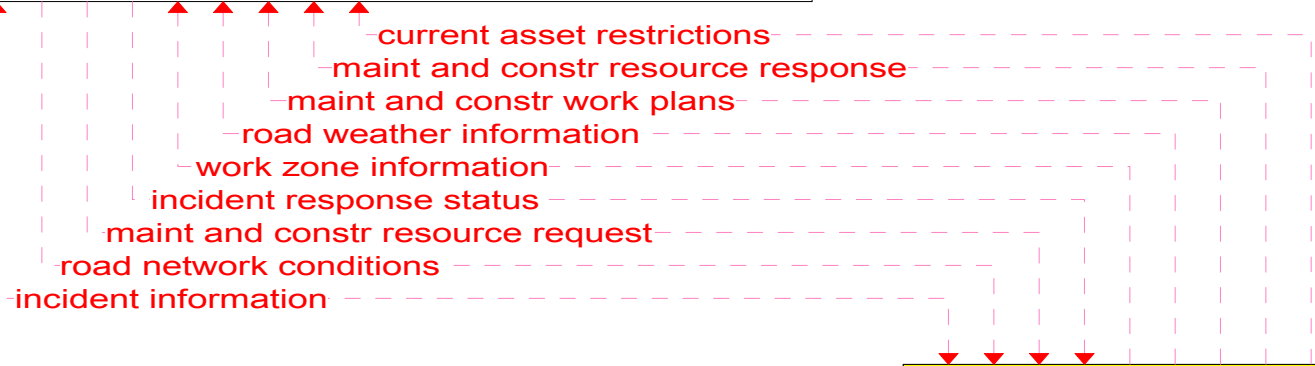 current asset restrictions
maint and constr resource response
maint and constr work plans
road weather information
work zone information
incident response status
maint and constr resource request
road network conditions
incident information